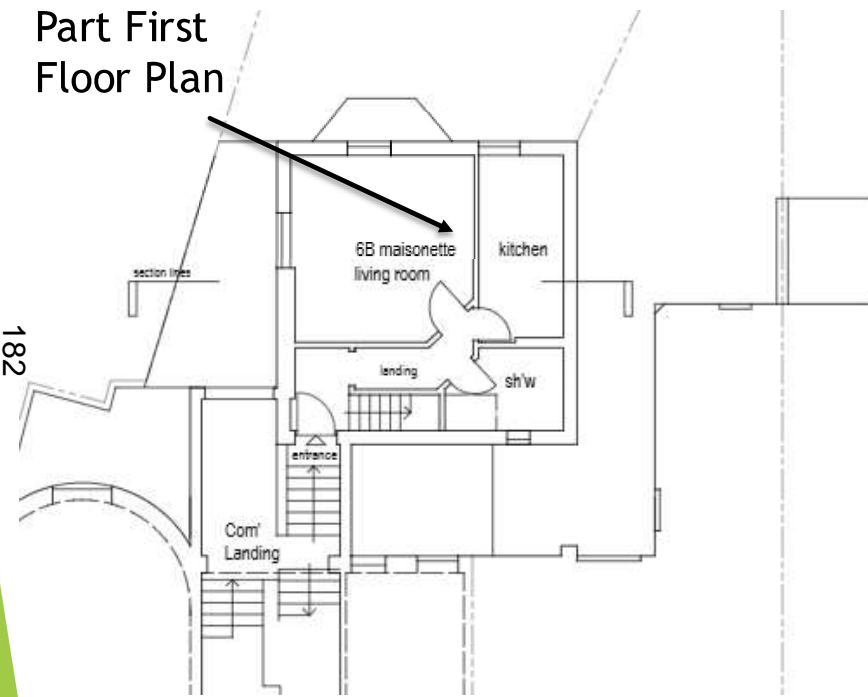 Part First
Floor Plan
section lines
6B maisonette
living room
kitchen
182
landing
sh'w
entrance
Com'
Landing